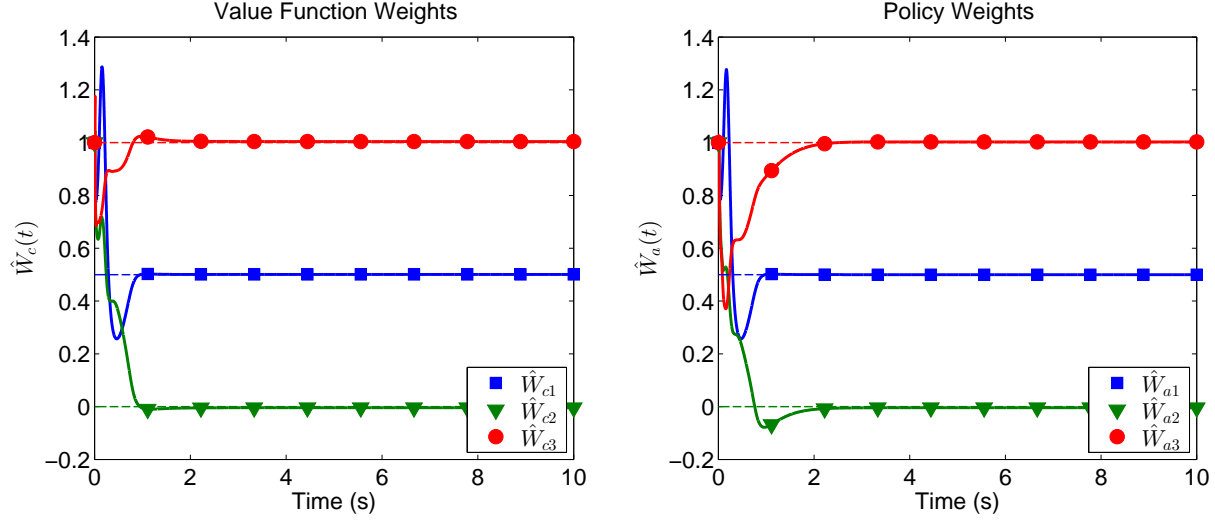 Value Function Weights
1.4
1.2
1
0.8
0.6
0.4
0.2
0
−0.2
Ŵc(t)
0 2 4 6 8 10
Time (s)
Ŵc1
Ŵc2
Ŵc3
Policy Weights
1.4
1.2
1
0.8
0.6
0.4
0.2
0
−0.2
Ŵa(t)
0 2 4 6 8 10
Time (s)
Ŵa1
Ŵa2
Ŵa3